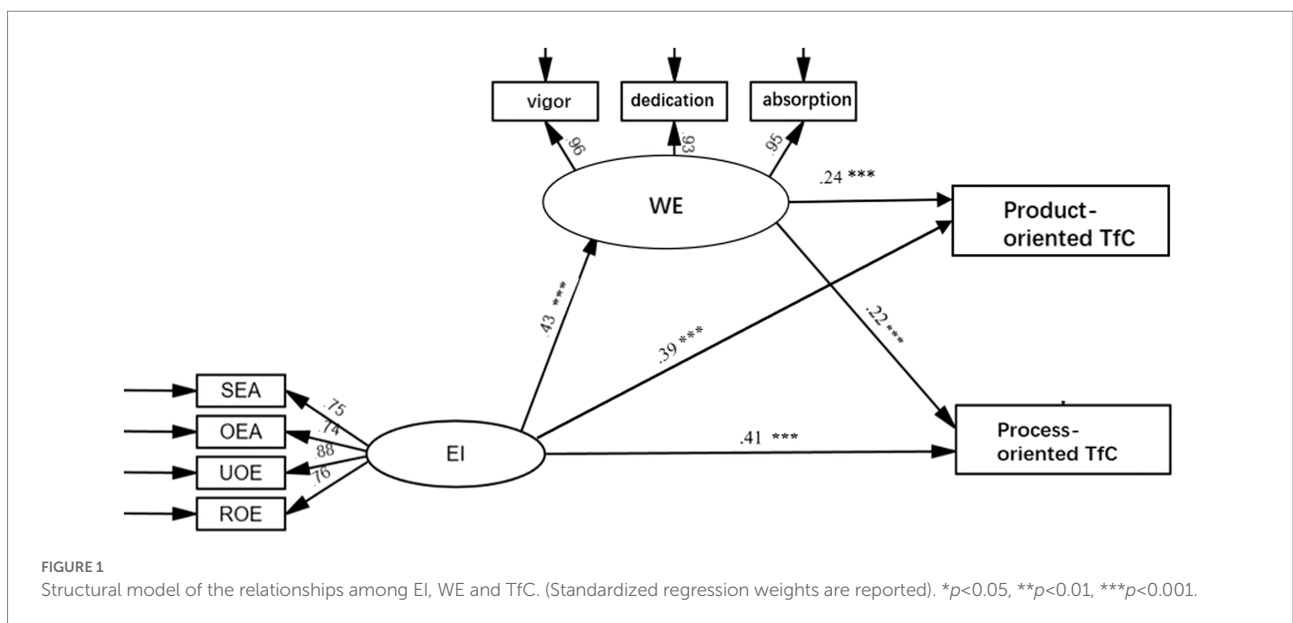 vigor
dedication
absorption
.96
.93
.95
WE
.24 ***
Product-
oriented TfC
.43 ***
.39 ***
.22 ***
SEA
OEA
UOE
ROE
.75
.74
.88
.76
EI
.41 ***
Process-
oriented TfC
FIGURE 1
Structural model of the relationships among EI, WE and TfC. (Standardized regression weights are reported). *p<0.05, **p<0.01, ***p<0.001.